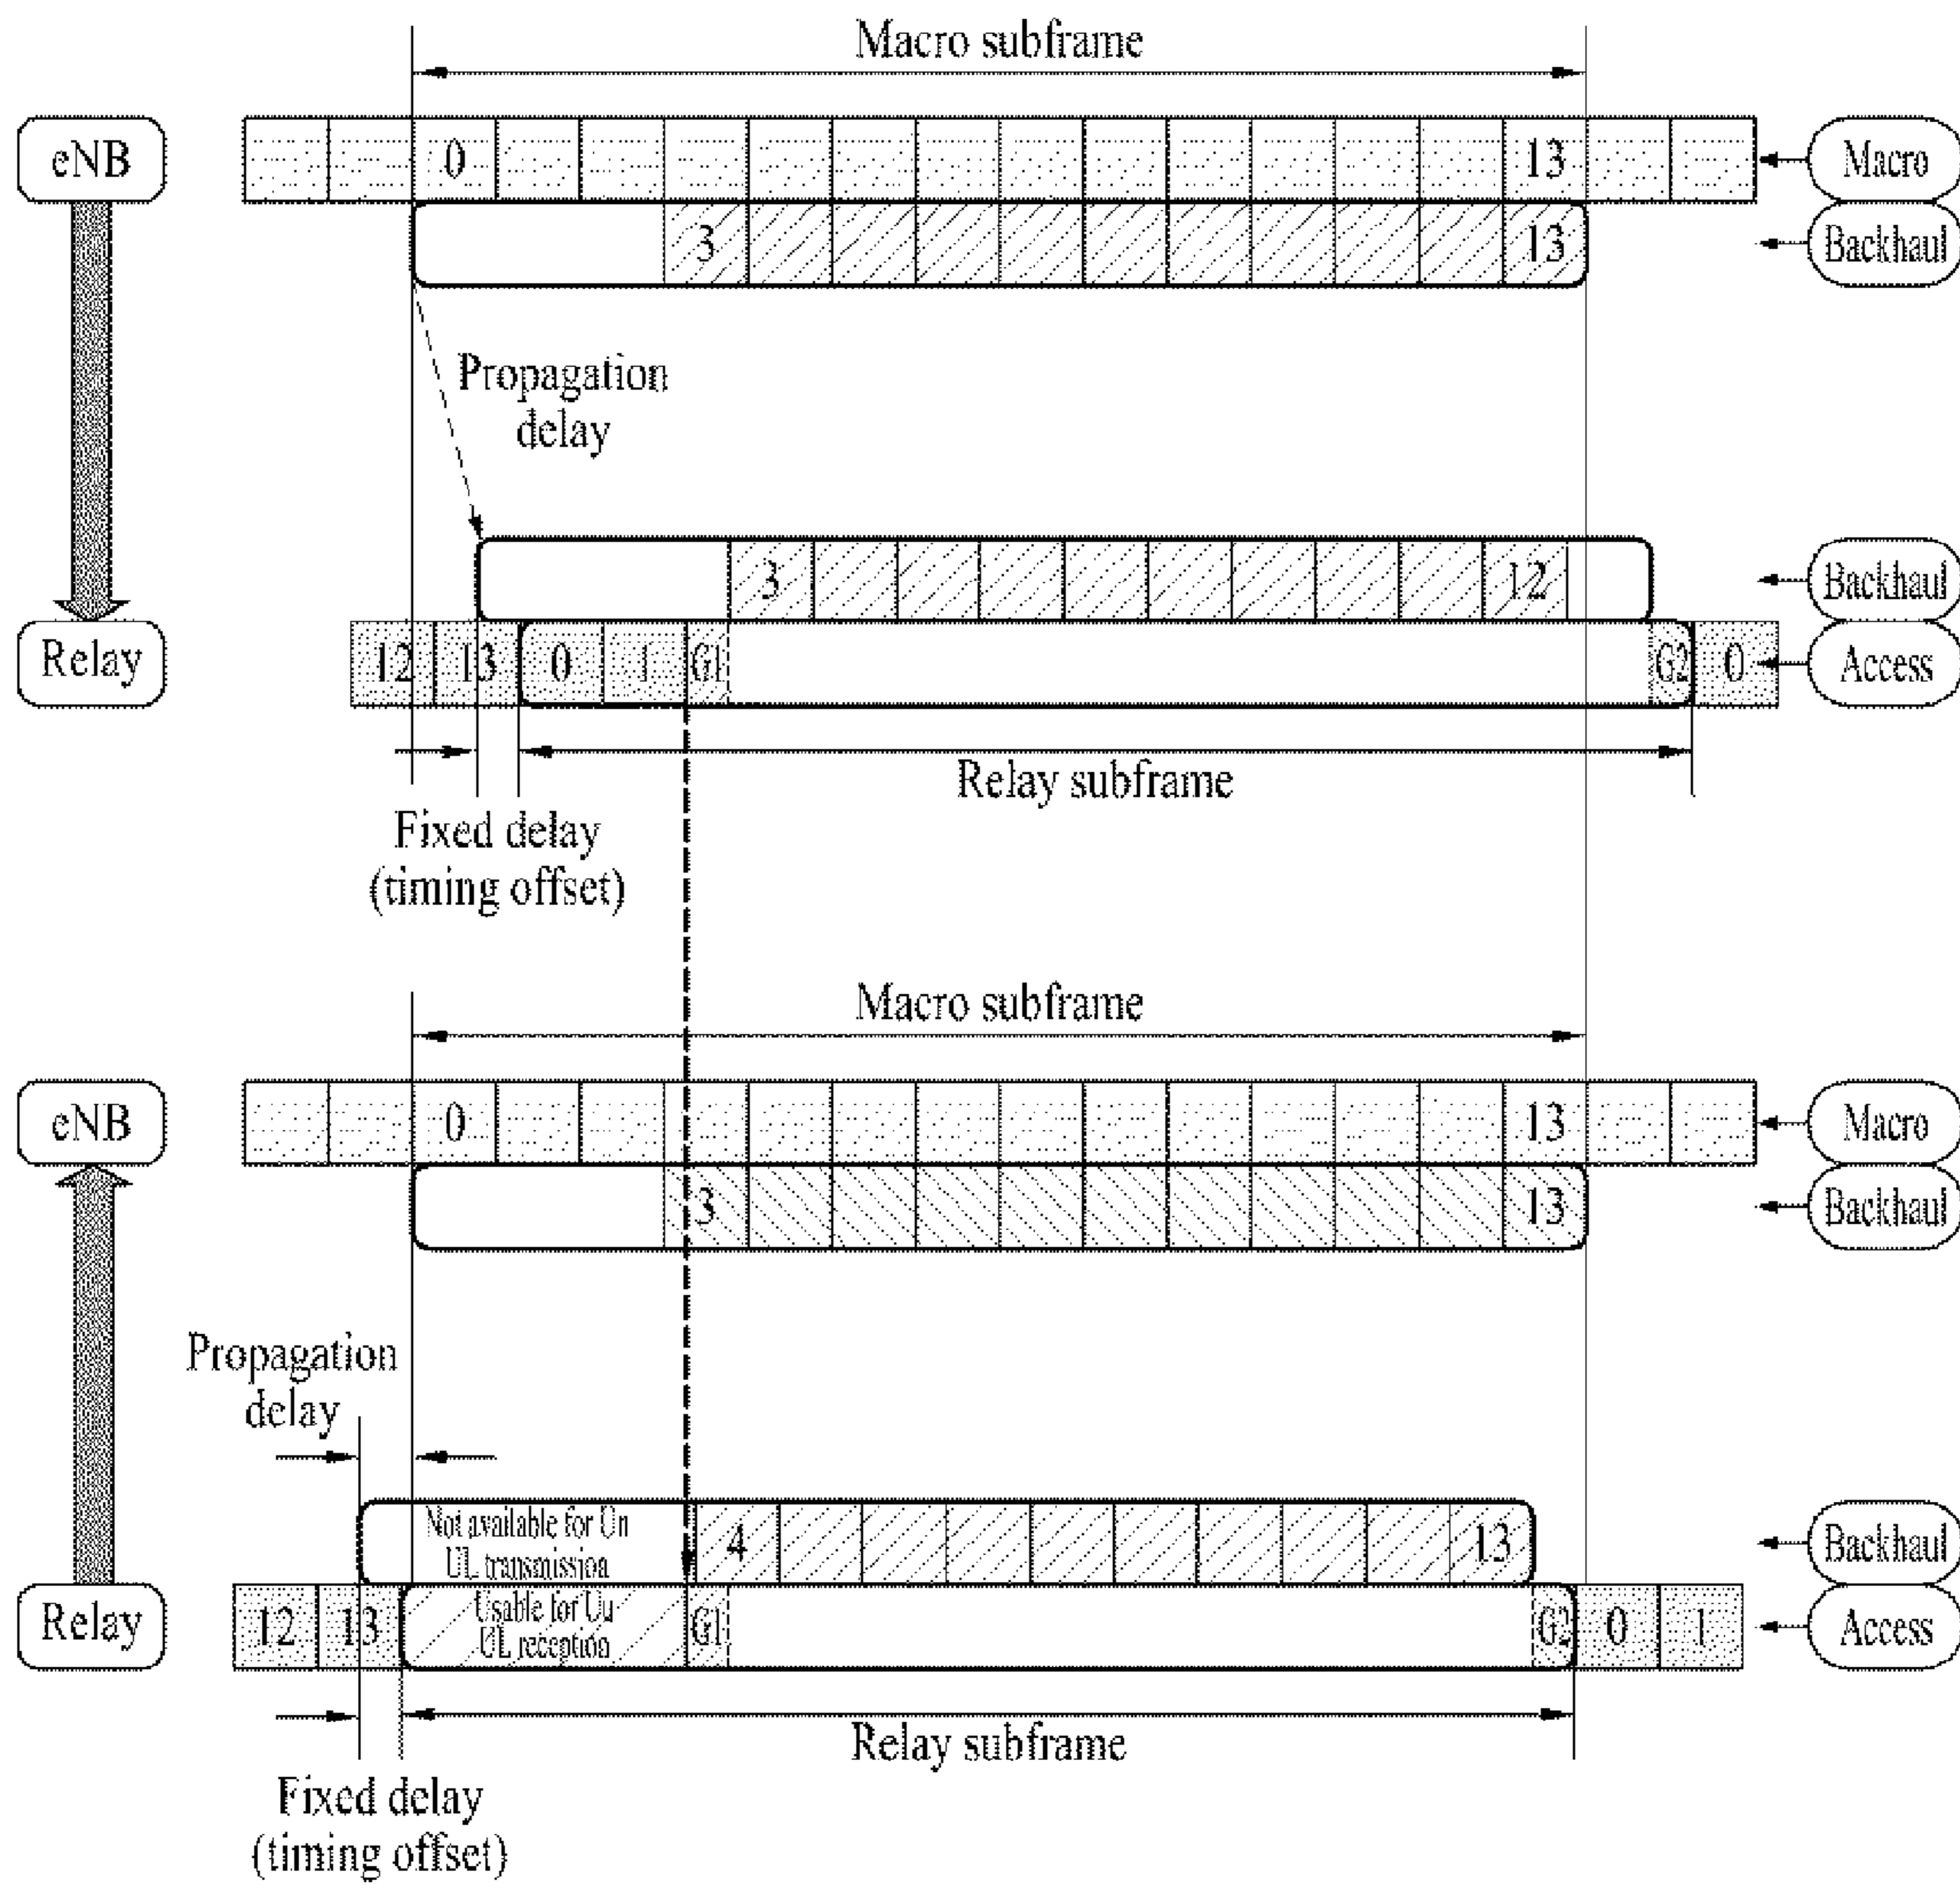 Macro subframe
eNB 0 13 Macro
3 13 Backhaul
Propagation
delay
3 12 Backhaul
Relay 12 13 0 1 G1 G2 0 Access
Relay subframe
Fixed delay
(timing offset)
Macro subframe
eNB 0 13 Macro
3 13 Backhaul
Propagation
delay
Not available for Un
UL transmission
4 13 Backhaul
Relay 12 13
Usable for Uu
UL reception
G1 G2 0 1 Access
Relay subframe
Fixed delay
(timing offset)